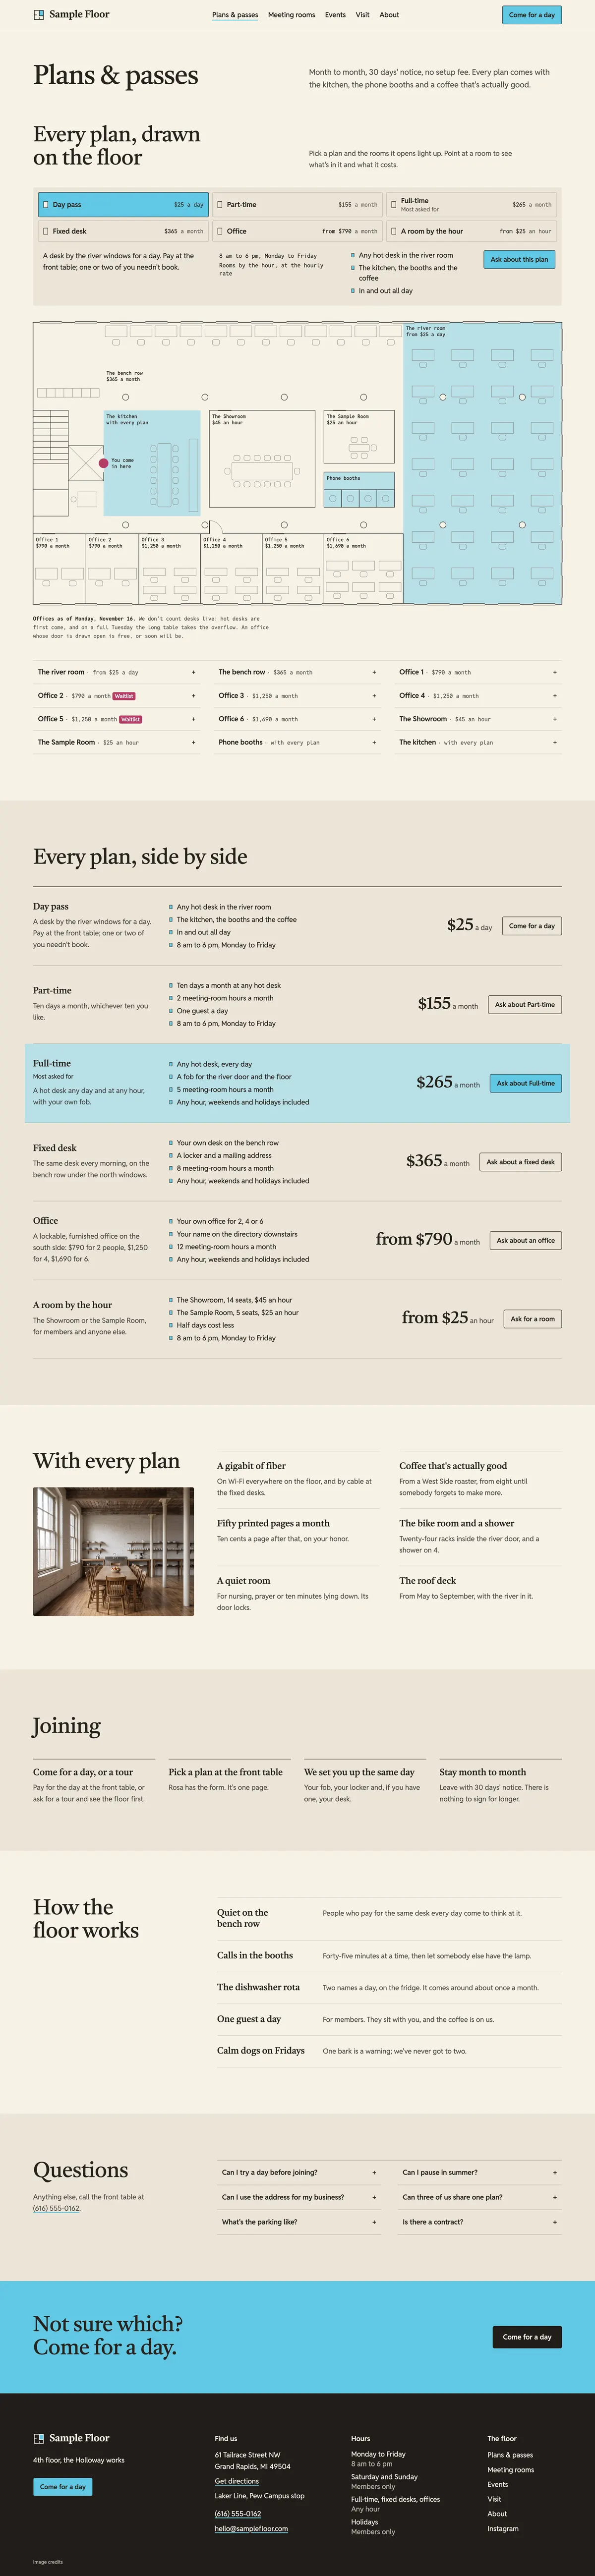 Sample Floor
Plans & passes
Meeting rooms
Events
Visit
About
Come for a day
Plans & passes
Month to month, 30 days' notice, no setup fee. Every plan comes with
the kitchen, the phone booths and a coffee that's actually good.
Every plan, drawn
on the floor
Pick a plan and the rooms it opens light up. Point at a room to see
what's in it and what it costs.
Day pass $25 a day
Part-time $155 a month
Full-time $265 a month
Most asked for
Fixed desk $365 a month
Office from $790 a month
A room by the hour from $25 an hour
A desk by the river windows for a day. Pay at the
front table; one or two of you needn't book.
8 am to 6 pm, Monday to Friday
Rooms by the hour, at the hourly
rate
Any hot desk in the river room
The kitchen, the booths and the
coffee
In and out all day
Ask about this plan
The river room
from $25 a day
The bench row
$365 a month
The kitchen
with every plan
The Showroom
$45 an hour
The Sample Room
$25 an hour
You come
in here
Phone booths
Office 1
$790 a month
Office 2
$790 a month
Office 3
$1,250 a month
Office 4
$1,250 a month
Office 5
$1,250 a month
Office 6
$1,690 a month
Offices as of Monday, November 16. We don't count desks live: hot desks are
first come, and on a full Tuesday the long table takes the overflow. An office
whose door is drawn open is free, or soon will be.
The river room · from $25 a day +
The bench row · $365 a month +
Office 1 · $790 a month +
Office 2 · $790 a month Waitlist +
Office 3 · $1,250 a month +
Office 4 · $1,250 a month +
Office 5 · $1,250 a month Waitlist +
Office 6 · $1,690 a month +
The Showroom · $45 an hour +
The Sample Room · $25 an hour +
Phone booths · with every plan +
The kitchen · with every plan +
Every plan, side by side
Day pass
A desk by the river windows for a day.
Pay at the front table; one or two of
you needn't book.
Any hot desk in the river room
The kitchen, the booths and the coffee
In and out all day
8 am to 6 pm, Monday to Friday
$25 a day
Come for a day
Part-time
Ten days a month, whichever ten you
like.
Ten days a month at any hot desk
2 meeting-room hours a month
One guest a day
8 am to 6 pm, Monday to Friday
$155 a month
Ask about Part-time
Full-time
Most asked for
A hot desk any day and at any hour,
with your own fob.
Any hot desk, every day
A fob for the river door and the floor
5 meeting-room hours a month
Any hour, weekends and holidays included
$265 a month
Ask about Full-time
Fixed desk
The same desk every morning, on the
bench row under the north windows.
Your own desk on the bench row
A locker and a mailing address
8 meeting-room hours a month
Any hour, weekends and holidays included
$365 a month
Ask about a fixed desk
Office
A lockable, furnished office on the
south side: $790 for 2 people, $1,250
for 4, $1,690 for 6.
Your own office for 2, 4 or 6
Your name on the directory downstairs
12 meeting-room hours a month
Any hour, weekends and holidays included
from $790 a month
Ask about an office
A room by the hour
The Showroom or the Sample Room,
for members and anyone else.
The Showroom, 14 seats, $45 an hour
The Sample Room, 5 seats, $25 an hour
Half days cost less
8 am to 6 pm, Monday to Friday
from $25 an hour
Ask for a room
With every plan
A gigabit of fiber
On Wi-Fi everywhere on the floor, and by cable at
the fixed desks.
Coffee that's actually good
From a West Side roaster, from eight until
somebody forgets to make more.
Fifty printed pages a month
Ten cents a page after that, on your honor.
The bike room and a shower
Twenty-four racks inside the river door, and a
shower on 4.
A quiet room
For nursing, prayer or ten minutes lying down. Its
door locks.
The roof deck
From May to September, with the river in it.
Joining
Come for a day, or a tour
Pay for the day at the front table, or
ask for a tour and see the floor first.
Pick a plan at the front table
Rosa has the form. It's one page.
We set you up the same day
Your fob, your locker and, if you have
one, your desk.
Stay month to month
Leave with 30 days' notice. There is
nothing to sign for longer.
How the
floor works
Quiet on the
bench row
People who pay for the same desk every day come to think at it.
Calls in the booths
Forty-five minutes at a time, then let somebody else have the lamp.
The dishwasher rota
Two names a day, on the fridge. It comes around about once a month.
One guest a day
For members. They sit with you, and the coffee is on us.
Calm dogs on Fridays
One bark is a warning; we've never got to two.
Questions
Anything else, call the front table at
(616) 555-0162.
Can I try a day before joining? +
Can I pause in summer? +
Can I use the address for my business? +
Can three of us share one plan? +
What's the parking like? +
Is there a contract? +
Not sure which?
Come for a day.
Come for a day
Sample Floor
4th floor, the Holloway works
Come for a day
Find us
61 Tailrace Street NW
Grand Rapids, MI 49504
Get directions
Laker Line, Pew Campus stop
(616) 555-0162
hello@samplefloor.com
Hours
Monday to Friday
8 am to 6 pm
Saturday and Sunday
Members only
Full-time, fixed desks, offices
Any hour
Holidays
Members only
The floor
Plans & passes
Meeting rooms
Events
Visit
About
Instagram
Image credits